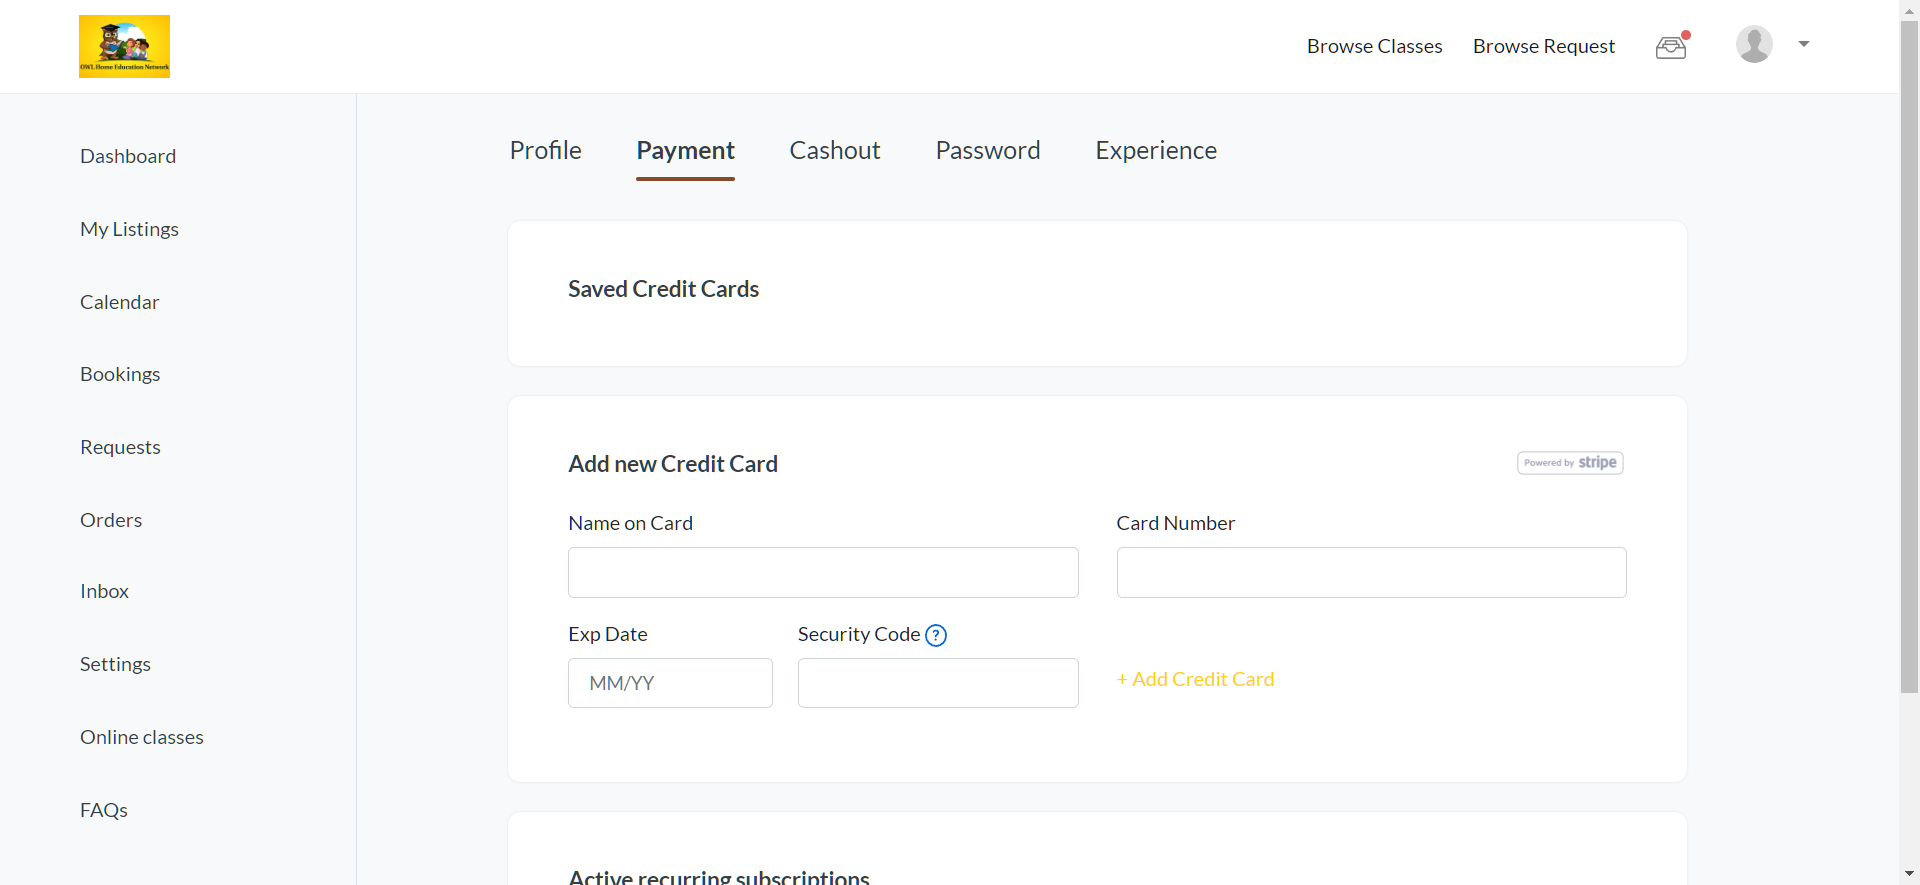 OWL Home Education Network
Browse Classes
Browse Request
Dashboard
My Listings
Calendar
Bookings
Requests
Orders
Inbox
Settings
Online classes
FAQs
Profile
Payment
Cashout
Password
Experience
Saved Credit Cards
Add new Credit Card
Powered by stripe
Name on Card
Card Number
Exp Date
Security Code ?
MM/YY
+ Add Credit Card
Active recurring subscriptions